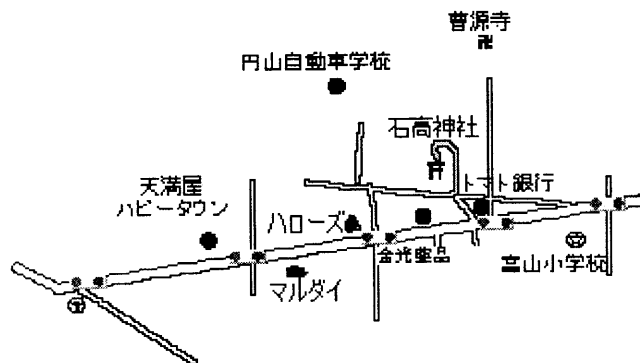 曹源寺
円山自動車学校
石高神社
トマト銀行
天満屋
ハピータウン
ハローズ
金光薬品
富山小学校
マルダイ